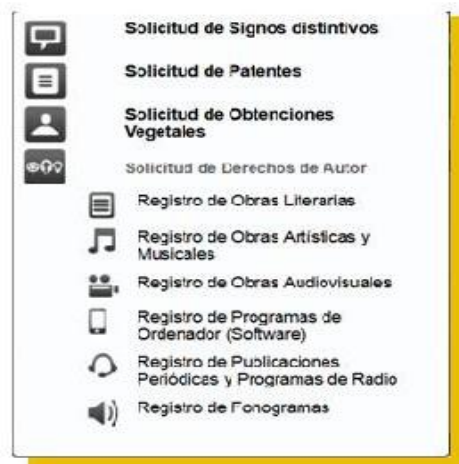 Solicitud de Signos distintivos
Solicitud de Patentes
Solicitud de Obtenciones
Vegetales
Solicitud de Derechos de Autor
Registro de Obras Literarias
Registro de Obras Artísticas y
Musicales
Registro de Obras Audiovisuales
Registro de Programas de
Ordenador (Software)
Registro de Publicaciones
Periódicas y Programas de Radio
Registro de Fonogramas